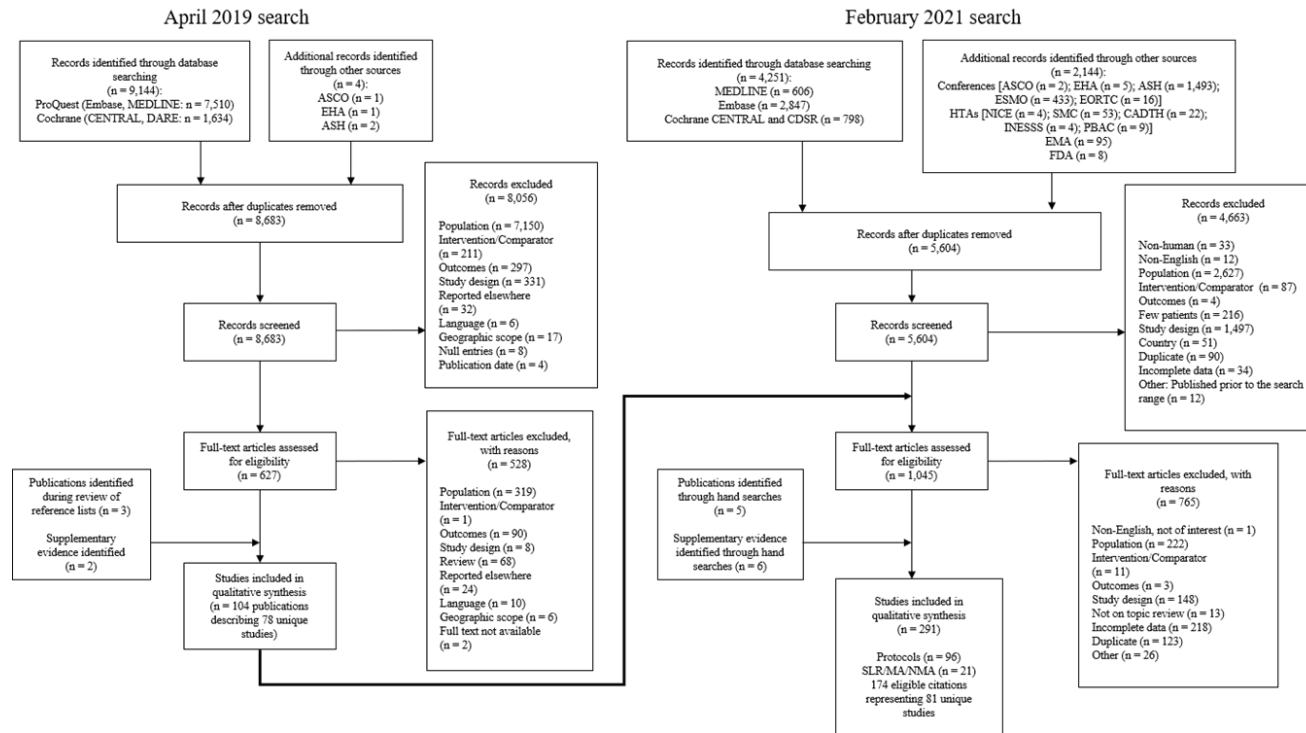 April 2019 search
Records identified through database
searching
(n = 9,144):
ProQuest (Embase, MEDLINE: n = 7,510)
Cochrane (CENTRAL, DARE: n = 1,634)
Additional records identified
through other sources
(n = 4):
ASCO (n = 1)
EHA (n = 1)
ASH (n = 2)
Records after duplicates removed
(n = 8,683)
Records excluded
(n = 8,056)
Population (n = 7,150)
Intervention/Comparator
(n = 211)
Outcomes (n = 297)
Study design (n = 331)
Reported elsewhere
(n = 32)
Language (n = 6)
Geographic scope (n = 17)
Null entries (n = 8)
Publication date (n = 4)
Records screened
(n = 8,683)
Full-text articles assessed
for eligibility
(n = 627)
Full-text articles excluded,
with reasons
(n = 528)
Population (n = 319)
Intervention/Comparator
(n = 1)
Outcomes (n = 90)
Study design (n = 8)
Review (n = 68)
Reported elsewhere
(n = 24)
Language (n = 10)
Geographic scope (n = 6)
Full text not available
(n = 2)
Publications identified
during review of
reference lists (n = 3)
Supplementary
evidence identified
(n = 2)
Studies included in
qualitative synthesis
(n = 104 publications
describing 78 unique
studies)
February 2021 search
Records identified through database
searching
(n = 4,251):
MEDLINE (n = 606)
Embase (n = 2,847)
Cochrane CENTRAL and CDSR (n = 798)
Additional records identified through other sources
(n = 2,144):
Conferences [ASCO (n = 2); EHA (n = 5); ASH (n = 1,493);
ESMO (n = 433); EORTC (n = 16)]
HTAs [NICE (n = 4); SMC (n = 53); CADTH (n = 22);
INESSS (n = 4); PBAC (n = 9)]
EMA (n = 95)
FDA (n = 8)
Records after duplicates removed
(n = 5,604)
Records excluded
(n = 4,663)
Non-human (n = 33)
Non-English (n = 12)
Population (n = 2,627)
Intervention/Comparator (n = 87)
Outcomes (n = 4)
Few patients (n = 216)
Study design (n = 1,497)
Country (n = 51)
Duplicate (n = 90)
Incomplete data (n = 34)
Other: Published prior to the search
range (n = 12)
Records screened
(n = 5,604)
Full-text articles assessed
for eligibility
(n = 1,045)
Full-text articles excluded, with
reasons
(n = 765)
Non-English, not of interest (n = 1)
Population (n = 222)
Intervention/Comparator
(n = 11)
Outcomes (n = 3)
Study design (n = 148)
Not on topic review (n = 13)
Incomplete data (n = 218)
Duplicate (n = 123)
Other (n = 26)
Publications identified
through hand searches
(n = 5)
Supplementary evidence
identified through hand
searches (n = 6)
Studies included in
qualitative synthesis
(n = 291)
Protocols (n = 96)
SLR/MA/NMA (n = 21)
174 eligible citations
representing 81 unique
studies